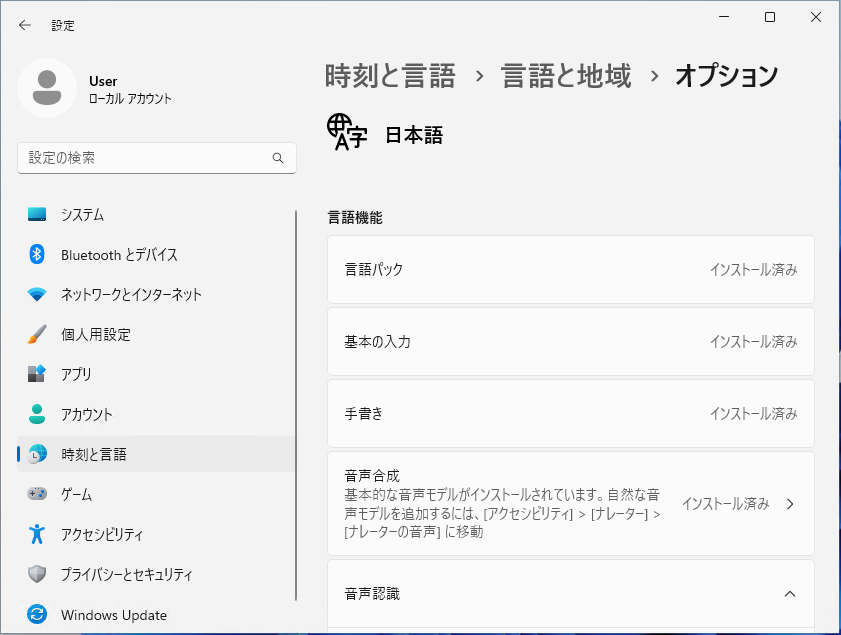 設定
User
ローカル アカウント
設定の検索
システム
Bluetooth とデバイス
ネットワークとインターネット
個人用設定
アプリ
アカウント
時刻と言語
ゲーム
アクセシビリティ
プライバシーとセキュリティ
Windows Update
時刻と言語 › 言語と地域 › オプション
字A 日本語
言語機能
言語パック インストール済み
基本の入力 インストール済み
手書き インストール済み
音声合成
基本的な音声モデルがインストールされています。自然な音
声モデルを追加するには、[アクセシビリティ] > [ナレーター] >
[ナレーターの音声] に移動
インストール済み
音声認識